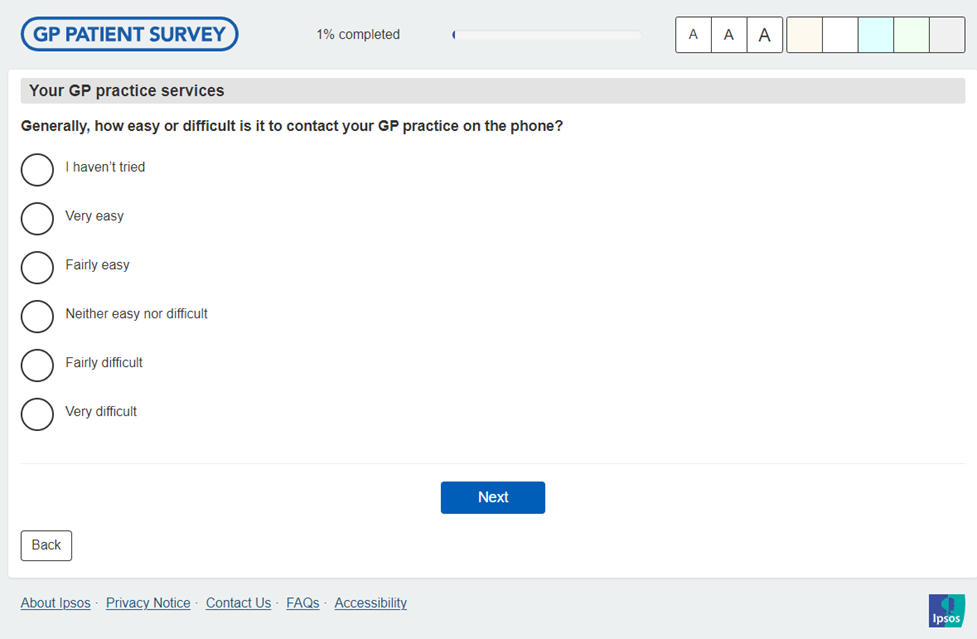 GP PATIENT SURVEY
1% completed
A A A
Your GP practice services
Generally, how easy or difficult is it to contact your GP practice on the phone?
I haven’t tried
Very easy
Fairly easy
Neither easy nor difficult
Fairly difficult
Very difficult
Next
Back
About Ipsos · Privacy Notice · Contact Us · FAQs · Accessibility
Ipsos